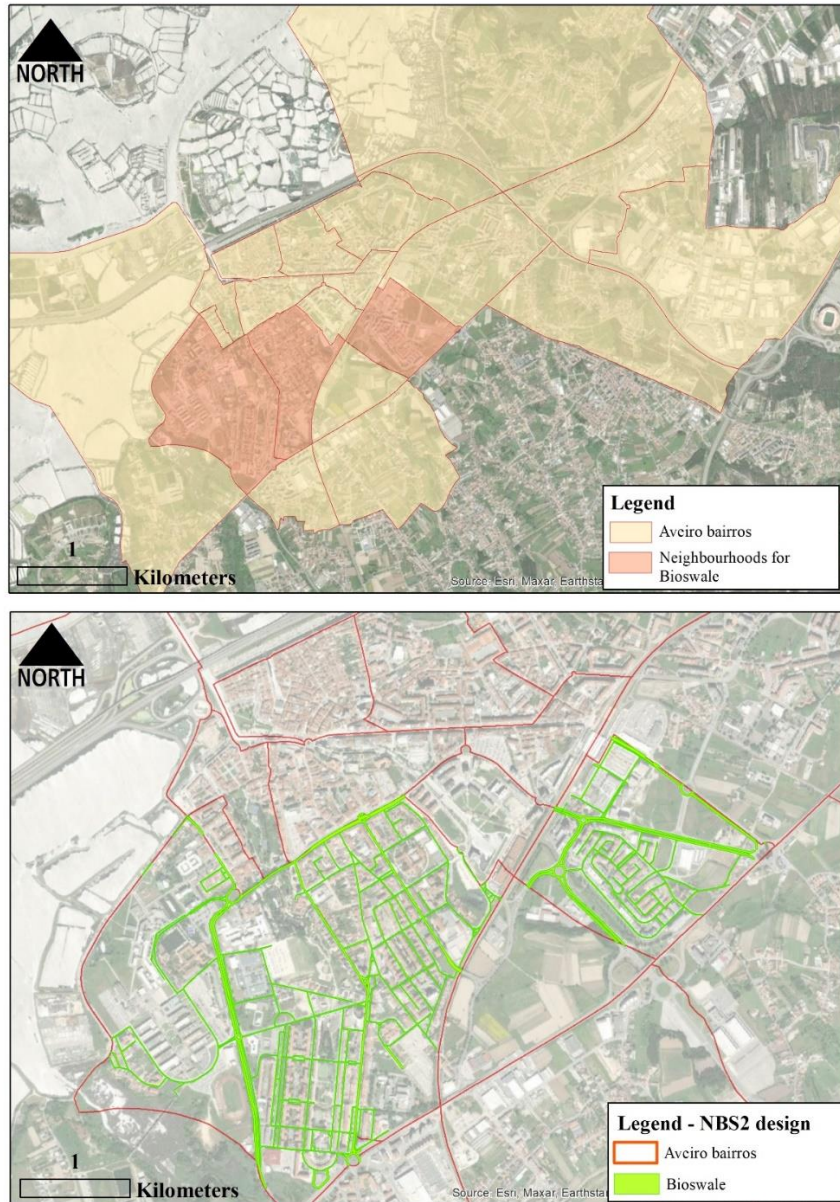 NORTH
Legend
Aveiro bairros
Neighbourhoods for
Bioswale
1
Kilometers
Source: Esri, Maxar, Earthsta
NORTH
Legend - NBS2 design
Aveiro bairros
Bioswale
1
Kilometers
Source: Esri, Maxar, Earthsta